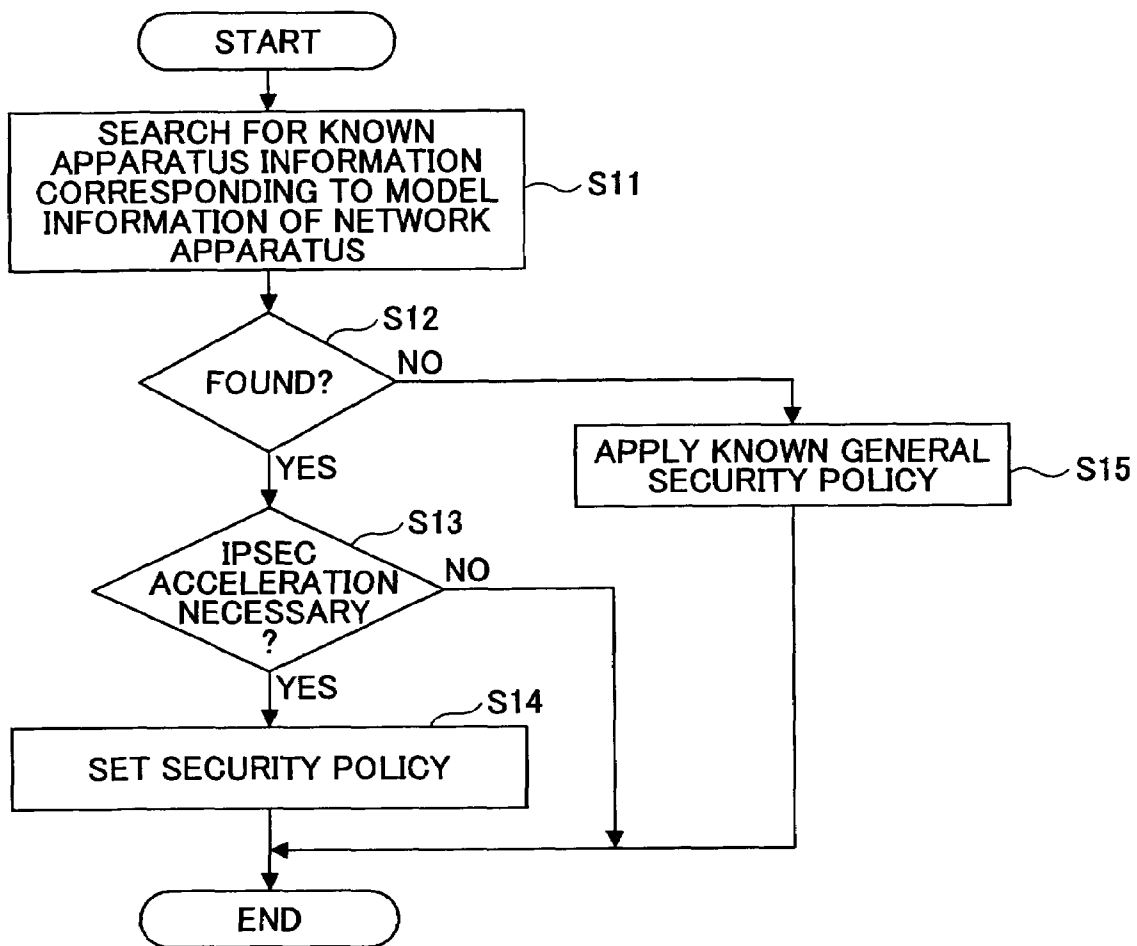 START
SEARCH FOR KNOWN
APPARATUS INFORMATION
CORRESPONDING TO MODEL
INFORMATION OF NETWORK
APPARATUS
S11
S12
FOUND?
NO
YES
APPLY KNOWN GENERAL
SECURITY POLICY
S15
S13
IPSEC
ACCELERATION
NECESSARY
?
NO
YES
S14
SET SECURITY POLICY
END